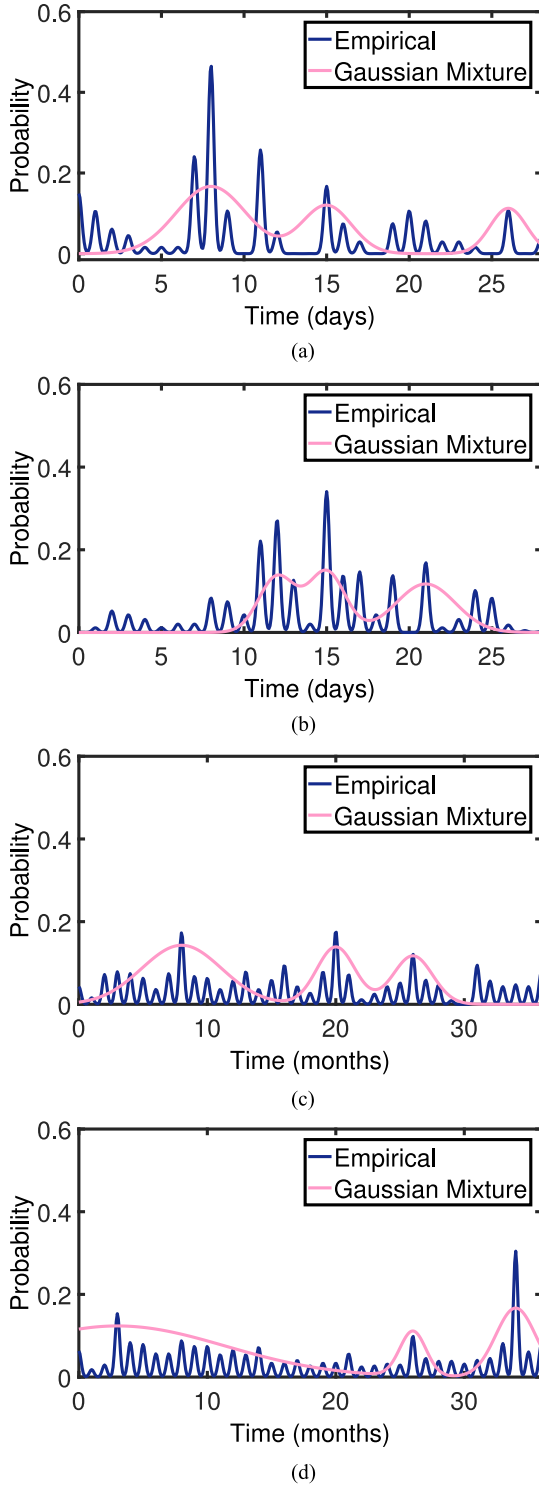 0.6
0.4
0.2
0
Probability
Empirical
Gaussian Mixture
0 5 10 15 20 25
Time (days)
(a)
0.6
0.4
0.2
0
Probability
Empirical
Gaussian Mixture
0 5 10 15 20 25
Time (days)
(b)
0.6
0.4
0.2
0
Probability
Empirical
Gaussian Mixture
0 10 20 30
Time (months)
(c)
0.6
0.4
0.2
0
Probability
Empirical
Gaussian Mixture
0 10 20 30
Time (months)
(d)